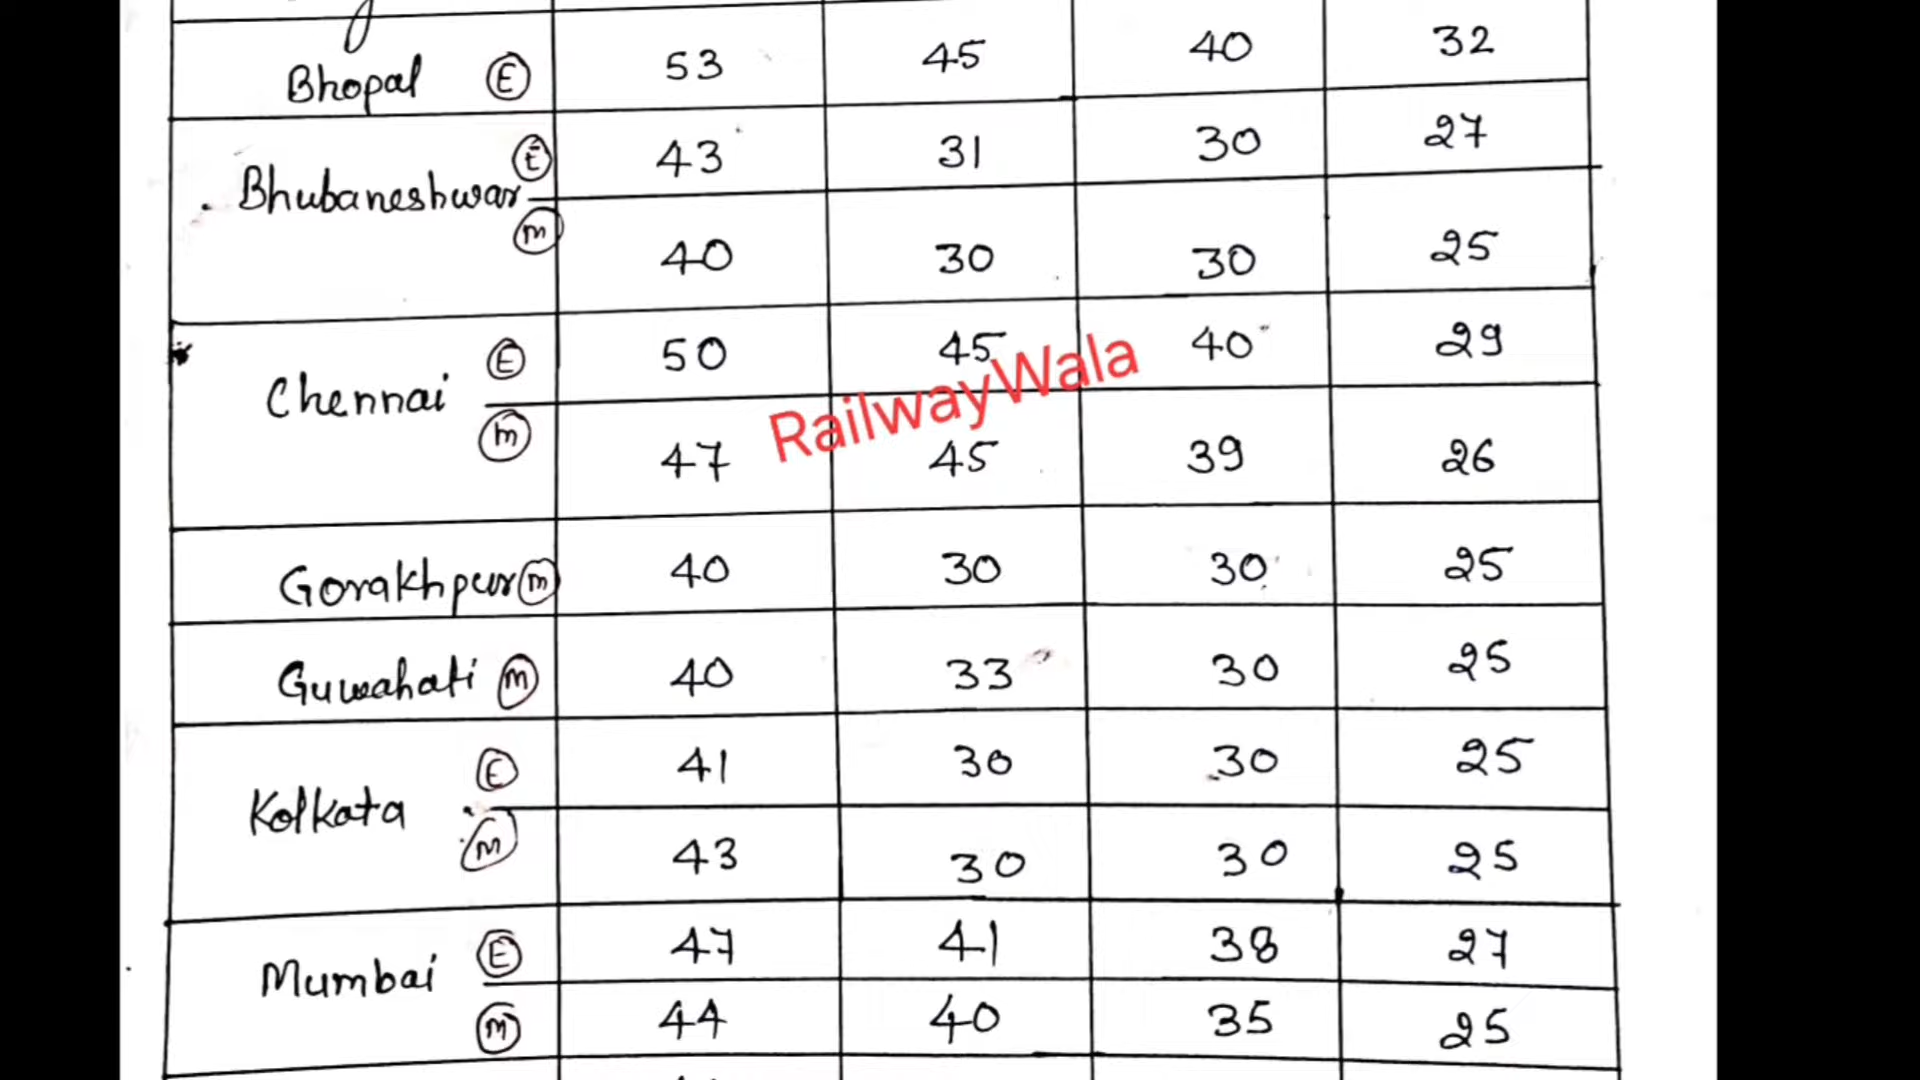 Bhopal E 53 45 40 32
Bhubaneshwar E 43 31 30 27
m 40 30 30 25
Chennai E 50 45 40 29
m 47 45 39 26
RailwayWala
Gorakhpur m 40 30 30 25
Guwahati m 40 33 30 25
Kolkata E 41 30 30 25
M 43 30 30 25
Mumbai E 47 41 38 27
M 44 40 35 25